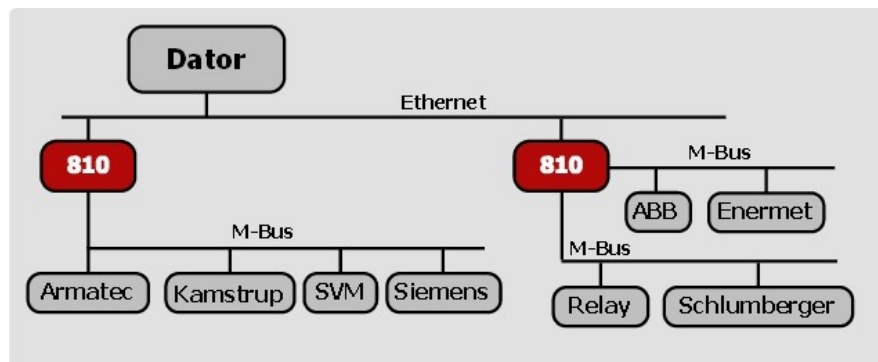 Dator
Ethernet
810
810
M-Bus
ABB
Enermet
M-Bus
M-Bus
Armatec
Kamstrup
SVM
Siemens
Relay
Schlumberger